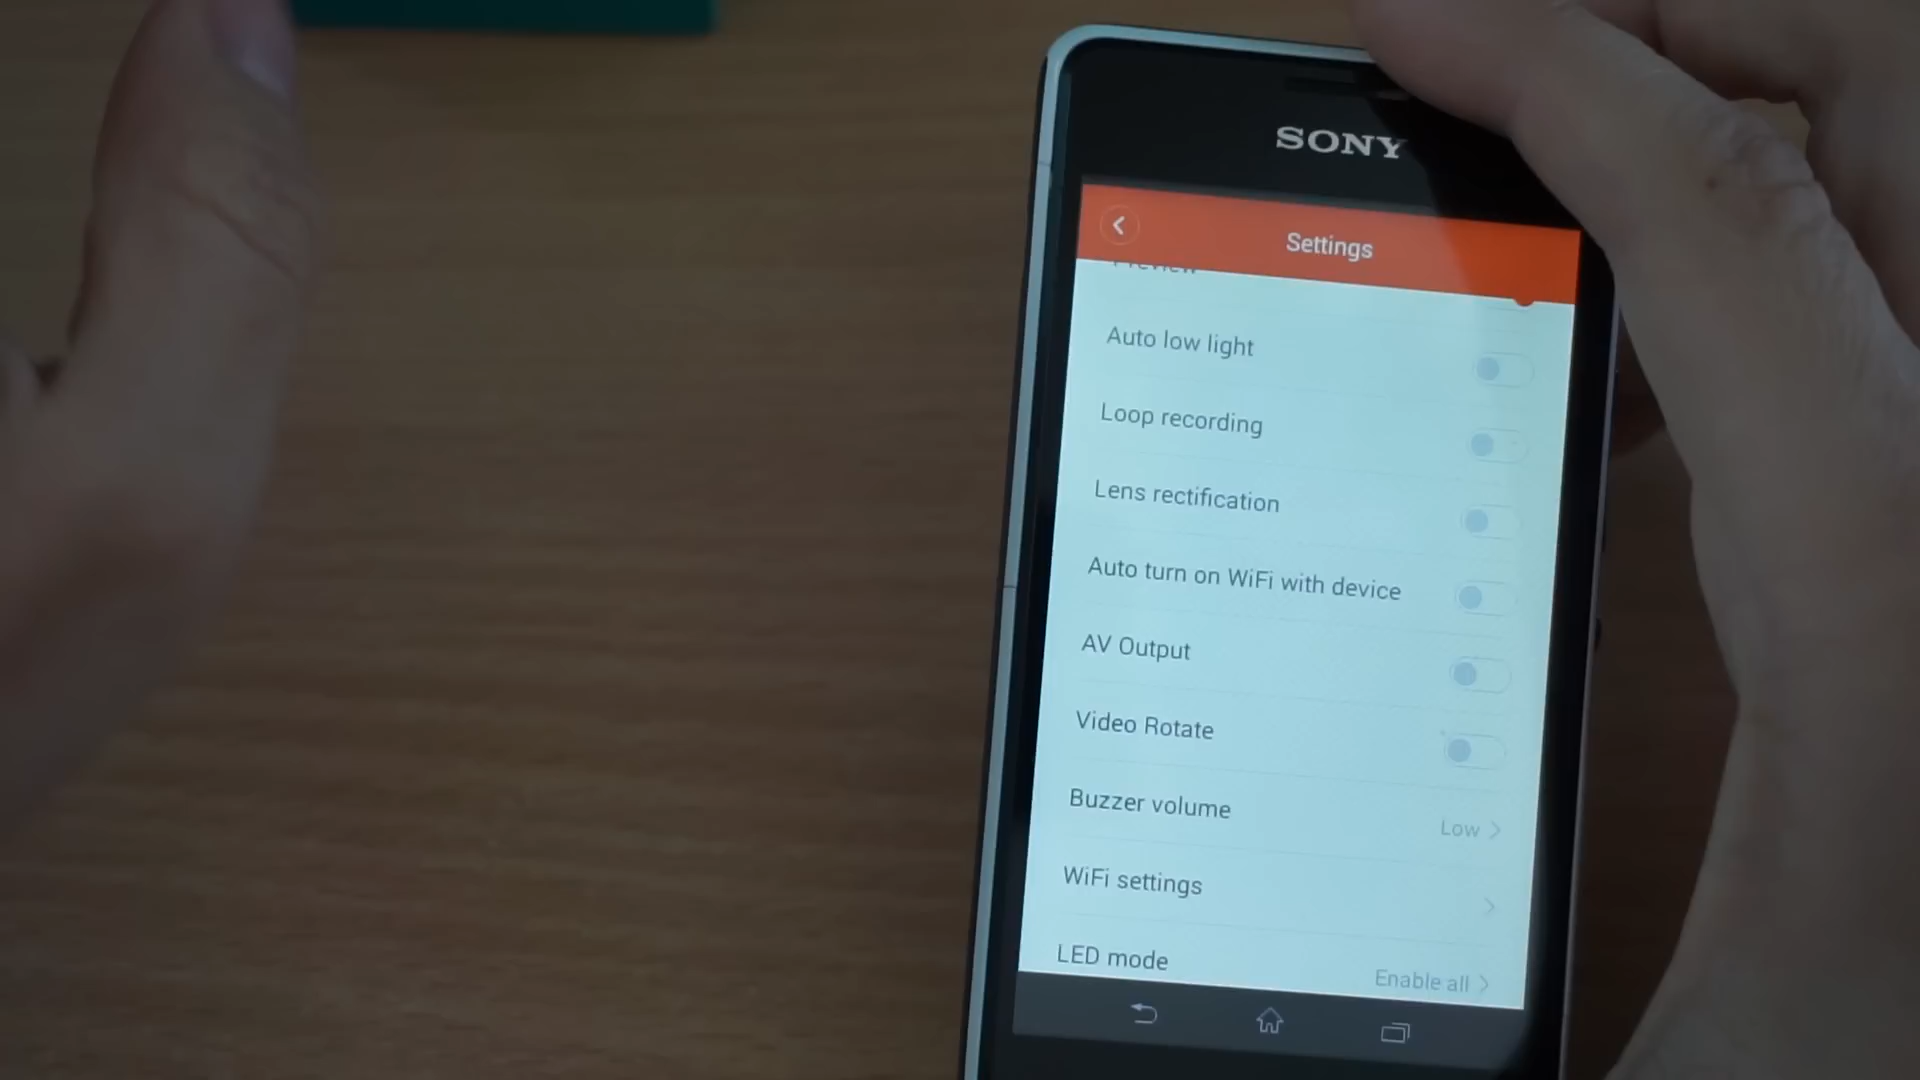 SONY
Settings
Preview
Auto low light
Loop recording
Lens rectification
Auto turn on WiFi with device
AV Output
Video Rotate
Buzzer volume Low
WiFi settings
LED mode Enable all